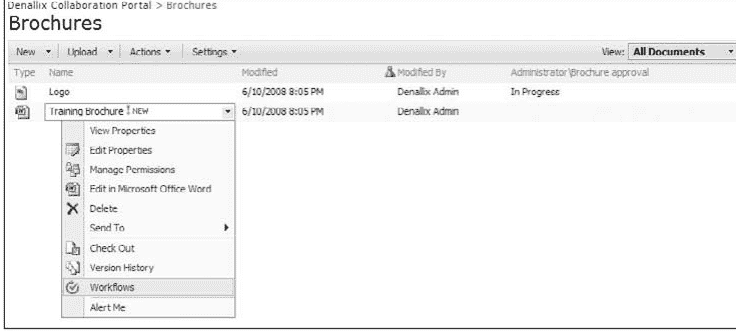 Denallix Collaboration Portal > Brochures
Brochures
New Upload Actions Settings View: All Documents
Type Name Modified Modified By Administrator\Brochure approval
Logo 6/10/2008 8:05 PM Denallix Admin In Progress
Training Brochure ! NEW 6/10/2008 8:05 PM Denallix Admin
View Properties
Edit Properties
Manage Permissions
Edit in Microsoft Office Word
Delete
Send To
Check Out
Version History
Workflows
Alert Me